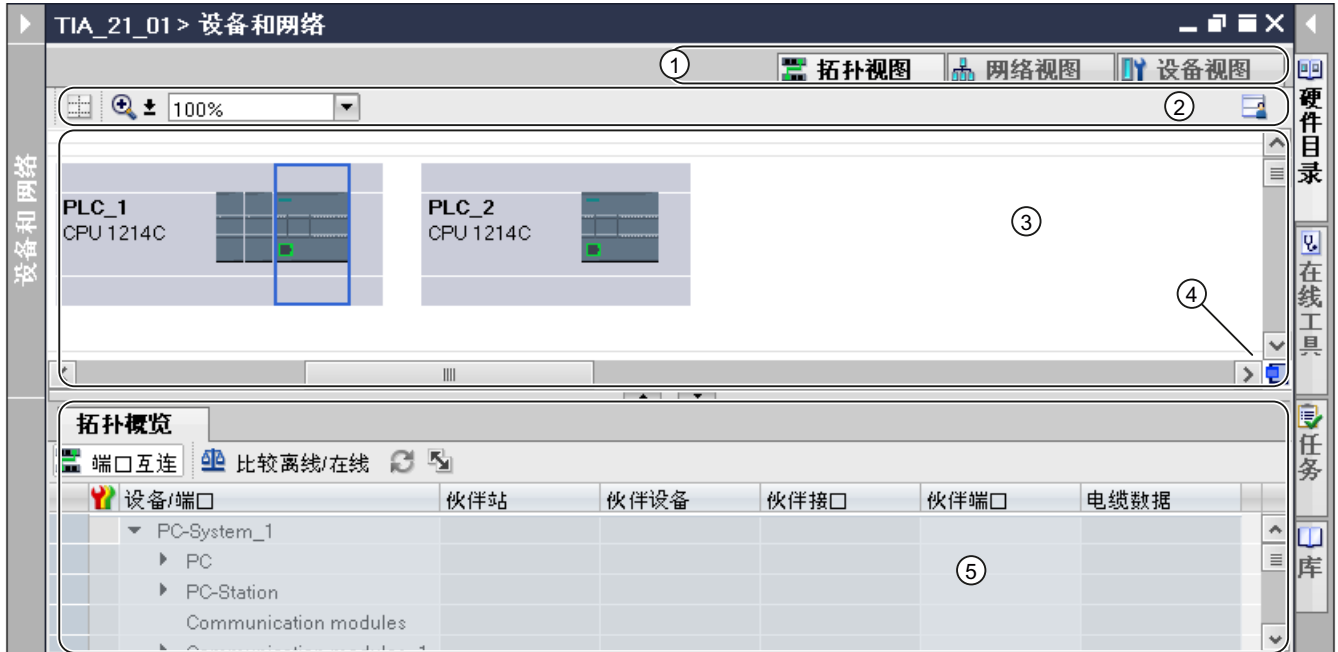 TIA_21_01 > 设备和网络
① 拓扑视图 网络视图 设备视图
100% ②
PLC_1
CPU 1214C
PLC_2
CPU 1214C
③
④
拓扑概览
端口互连 比较离线/在线
设备/端口 伙伴站 伙伴设备 伙伴接口 伙伴端口 电缆数据
PC-System_1
PC
PC-Station
Communication modules
⑤
设备和网络
硬件目录
在线工具
任务
库